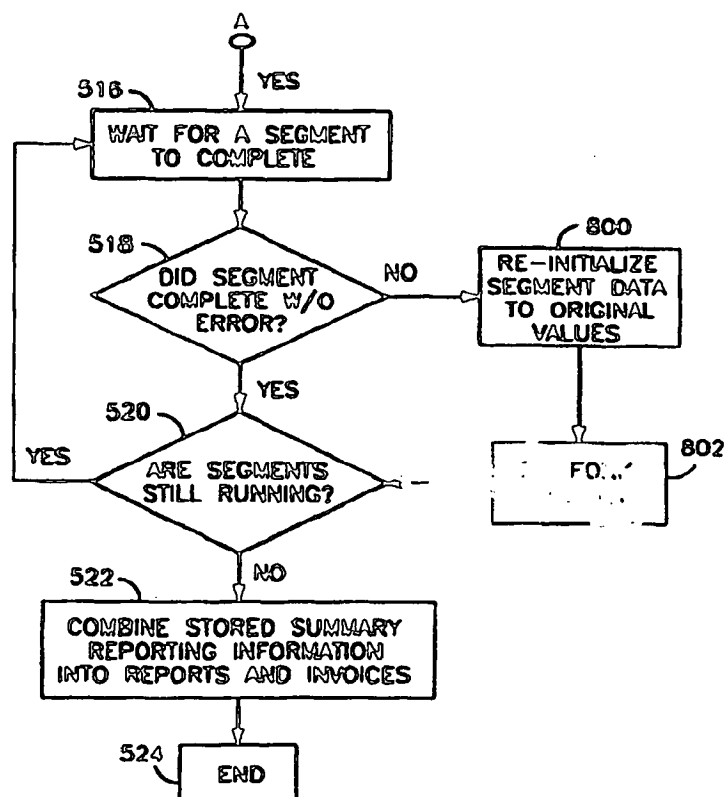 A
YES
516
WAIT FOR A SEGMENT
TO COMPLETE
518
DID SEGMENT
COMPLETE W/O
ERROR?
NO
800
RE-INITIALIZE
SEGMENT DATA
TO ORIGINAL
VALUES
YES
520
YES
ARE SEGMENTS
STILL RUNNING?
802
NO
522
COMBINE STORED SUMMARY
REPORTING INFORMATION
INTO REPORTS AND INVOICES
524
END